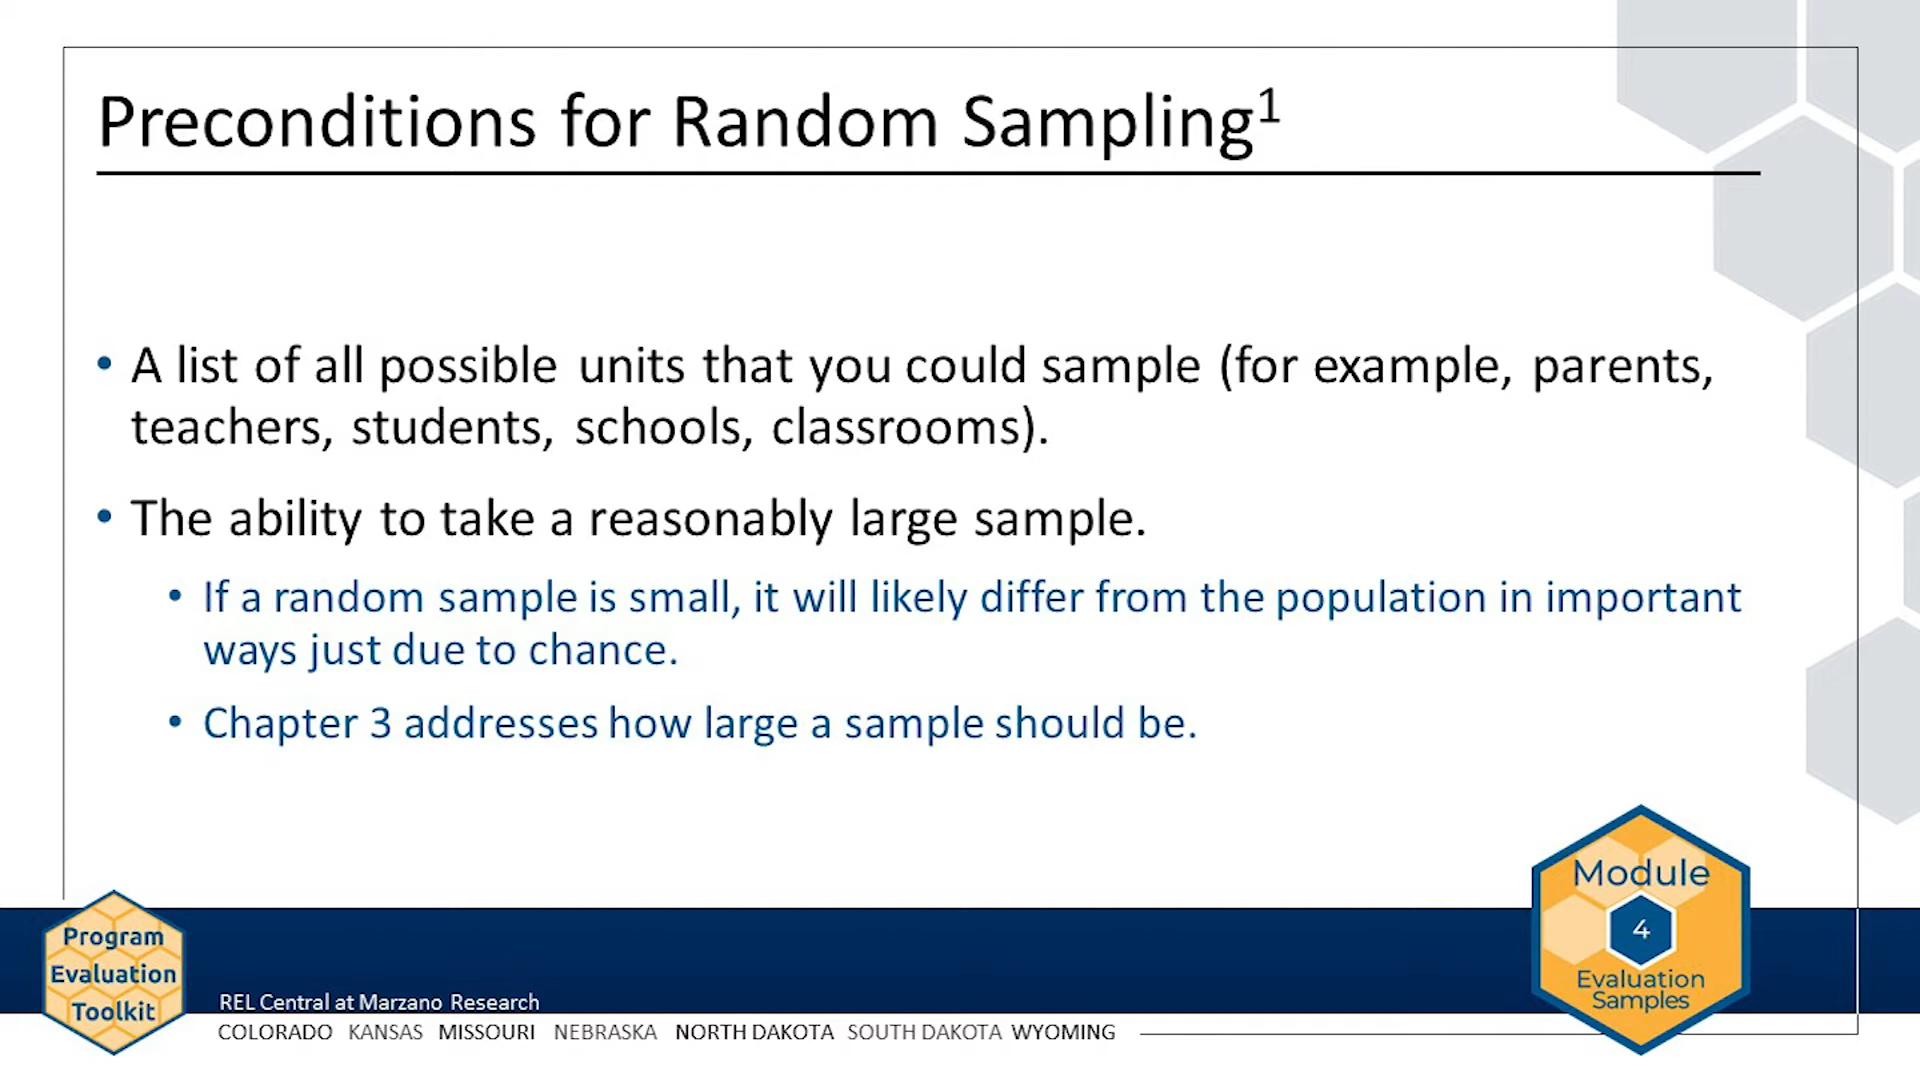 Preconditions for Random Sampling¹
• A list of all possible units that you could sample (for example, parents,
teachers, students, schools, classrooms).
• The ability to take a reasonably large sample.
• If a random sample is small, it will likely differ from the population in important
ways just due to chance.
• Chapter 3 addresses how large a sample should be.
Module
4
Evaluation
Samples
Program
Evaluation
Toolkit
REL Central at Marzano Research
COLORADO KANSAS MISSOURI NEBRASKA NORTH DAKOTA SOUTH DAKOTA WYOMING